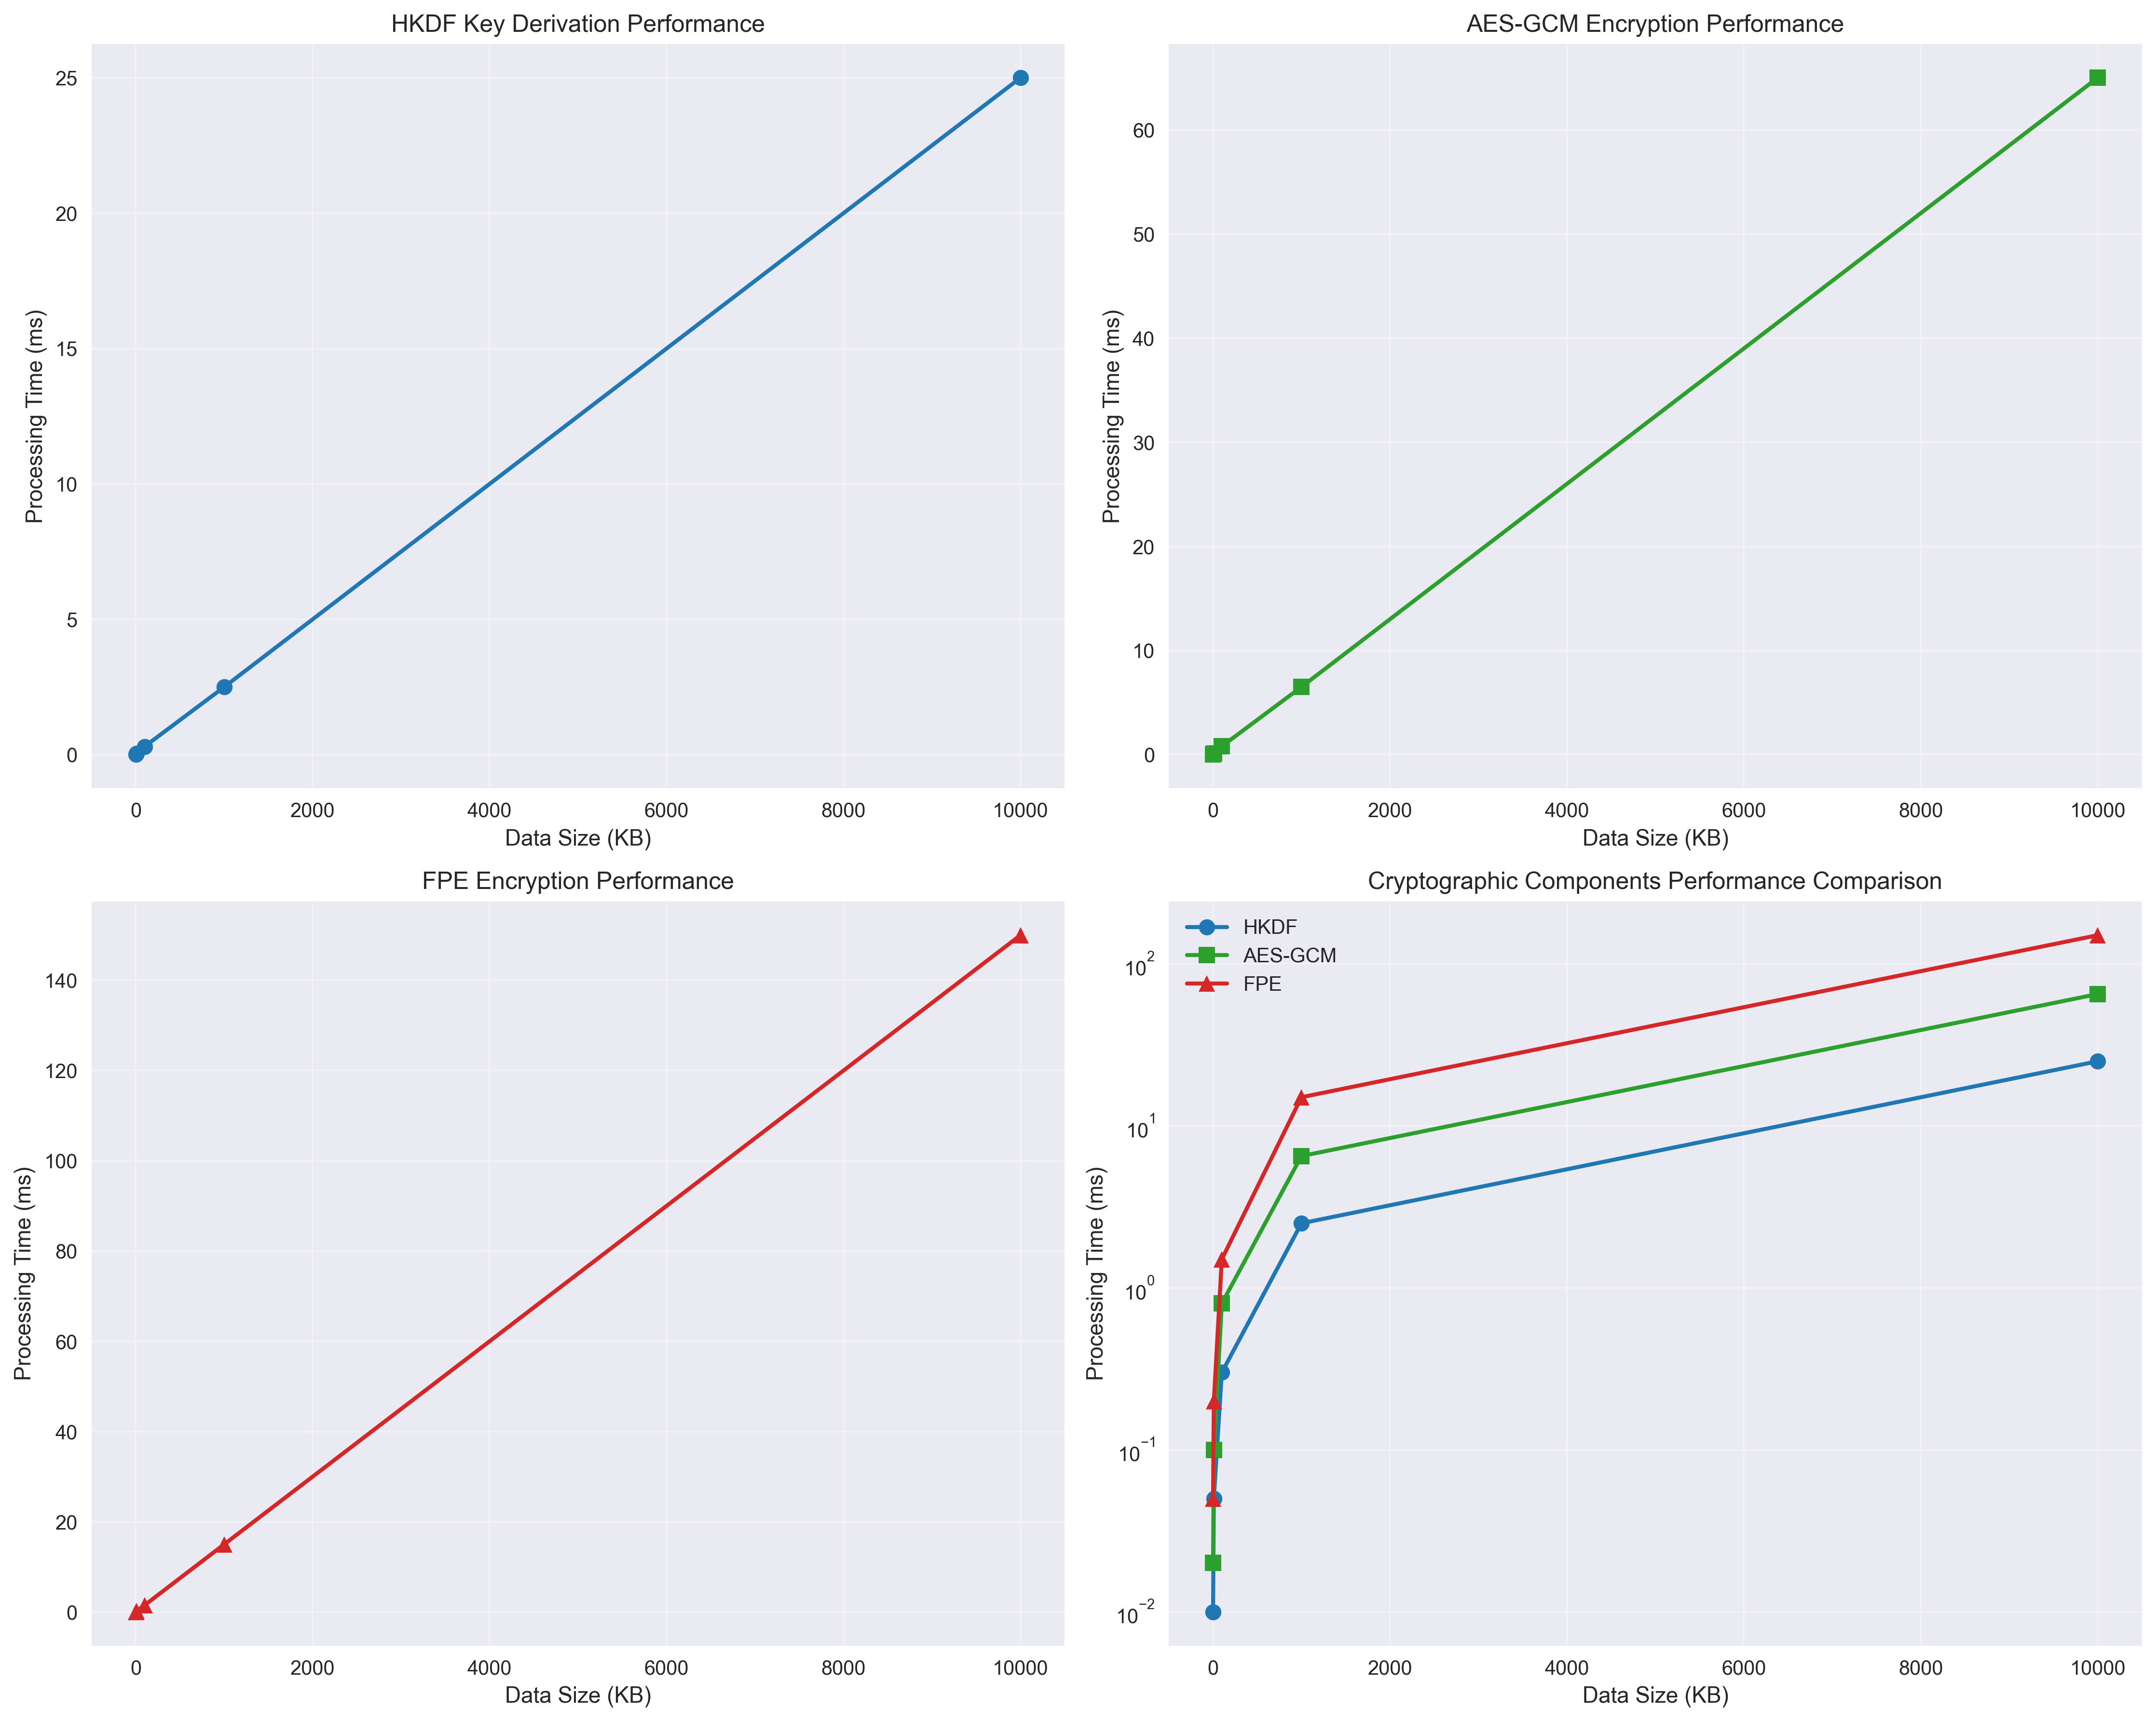 HKDF Key Derivation Performance
25
20
15
10
5
0
Processing Time (ms)
0 2000 4000 6000 8000 10000
Data Size (KB)
AES-GCM Encryption Performance
60
50
40
30
20
10
0
Processing Time (ms)
0 2000 4000 6000 8000 10000
Data Size (KB)
FPE Encryption Performance
140
120
100
80
60
40
20
0
Processing Time (ms)
0 2000 4000 6000 8000 10000
Data Size (KB)
Cryptographic Components Performance Comparison
HKDF
AES-GCM
FPE
10²
10¹
10⁰
10⁻¹
10⁻²
Processing Time (ms)
0 2000 4000 6000 8000 10000
Data Size (KB)